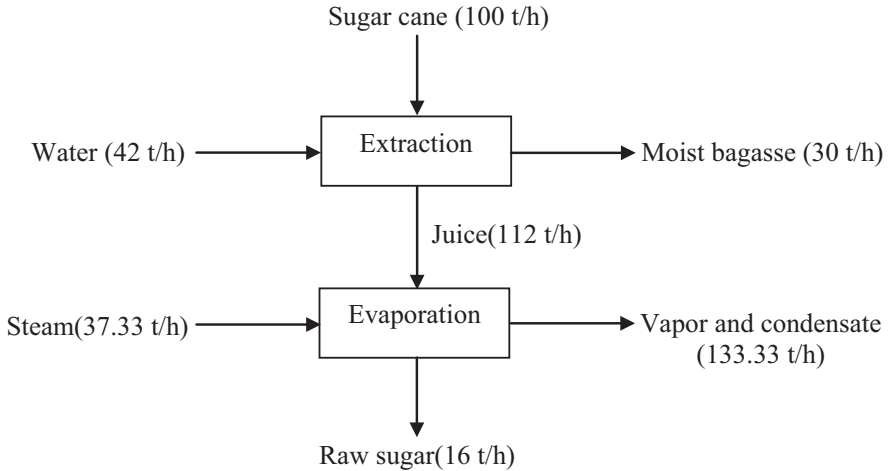 Sugar cane (100 t/h)
Water (42 t/h)
Extraction
Moist bagasse (30 t/h)
Juice(112 t/h)
Steam(37.33 t/h)
Evaporation
Vapor and condensate
(133.33 t/h)
Raw sugar(16 t/h)